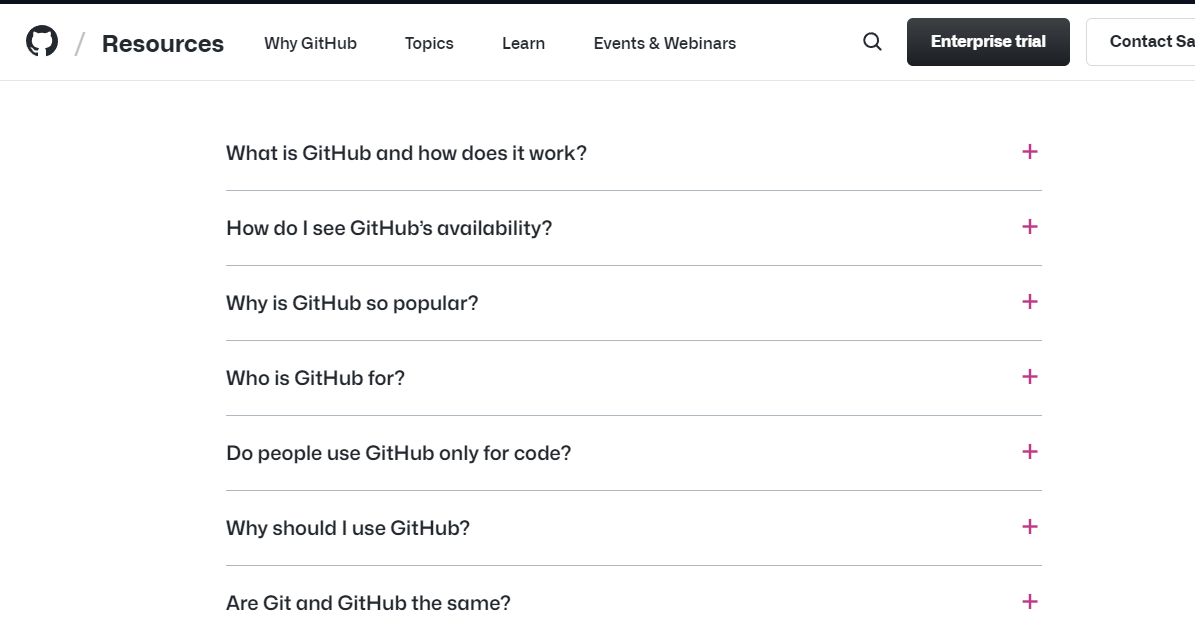 / Resources Why GitHub Topics Learn Events & Webinars Enterprise trial Contact
What is GitHub and how does it work?
How do I see GitHub’s availability?
Why is GitHub so popular?
Who is GitHub for?
Do people use GitHub only for code?
Why should I use GitHub?
Are Git and GitHub the same?